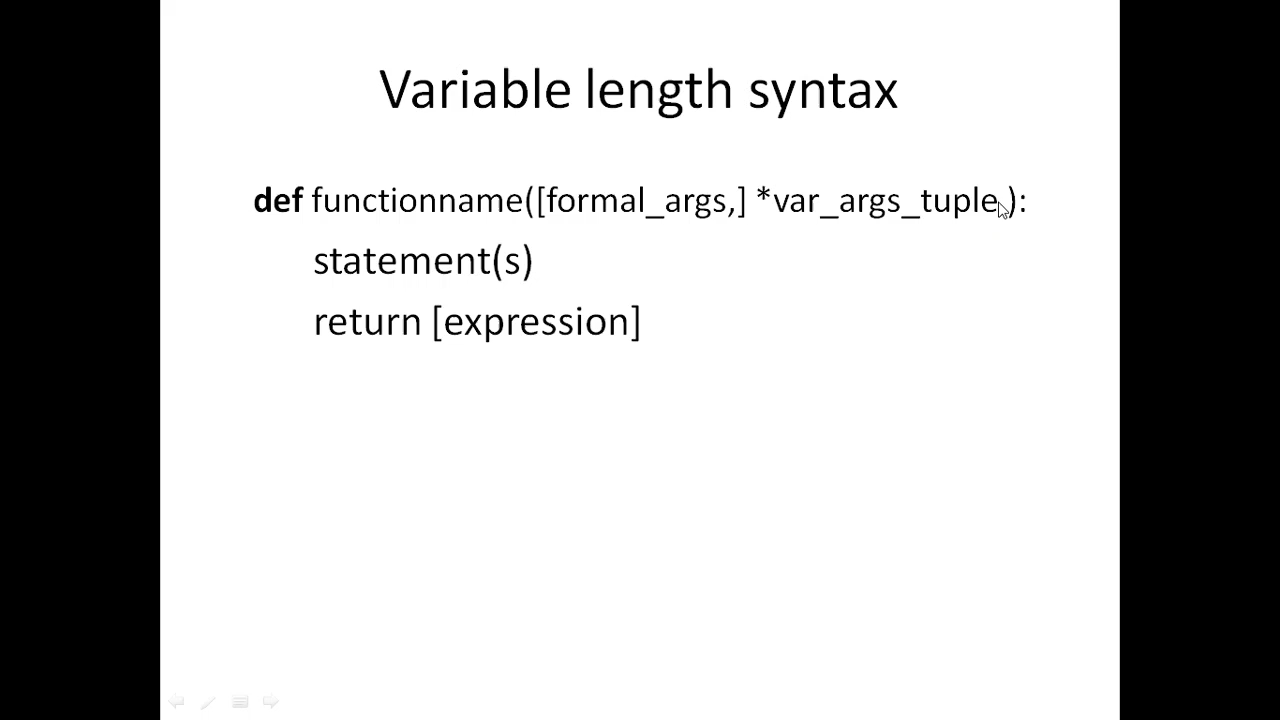 Variable length syntax
def functionname([formal_args,] *var_args_tuple ):
statement(s)
return [expression]